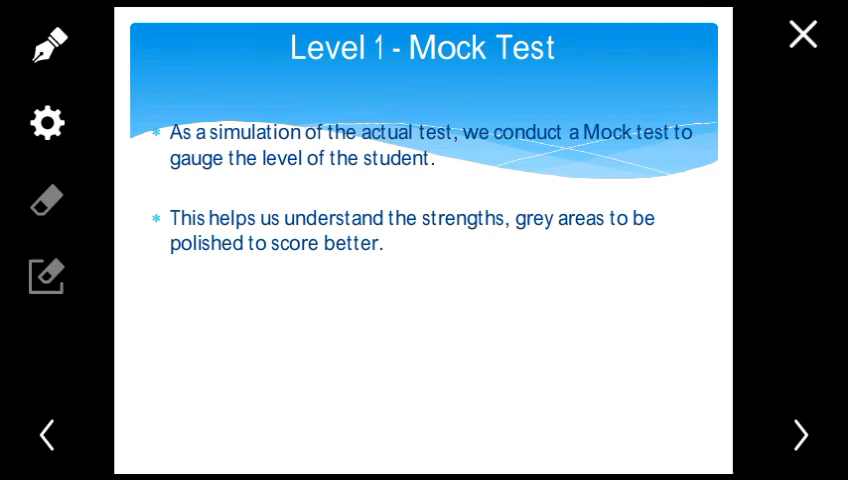 Level 1 - Mock Test
* As a simulation of the actual test, we conduct a Mock test to
gauge the level of the student.
* This helps us understand the strengths, grey areas to be
polished to score better.